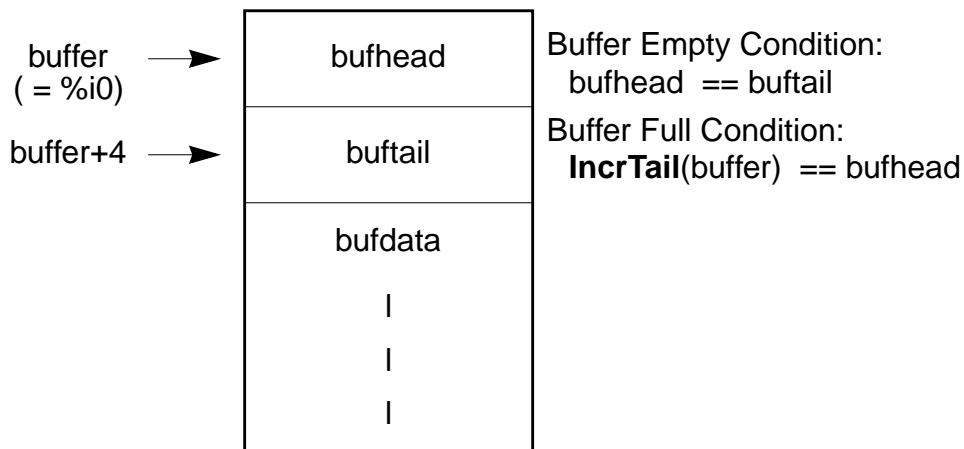 buffer
( = %i0)
bufhead
Buffer Empty Condition:
bufhead == buftail
buffer+4
buftail
Buffer Full Condition:
IncrTail(buffer) == bufhead
bufdata
I
I
I